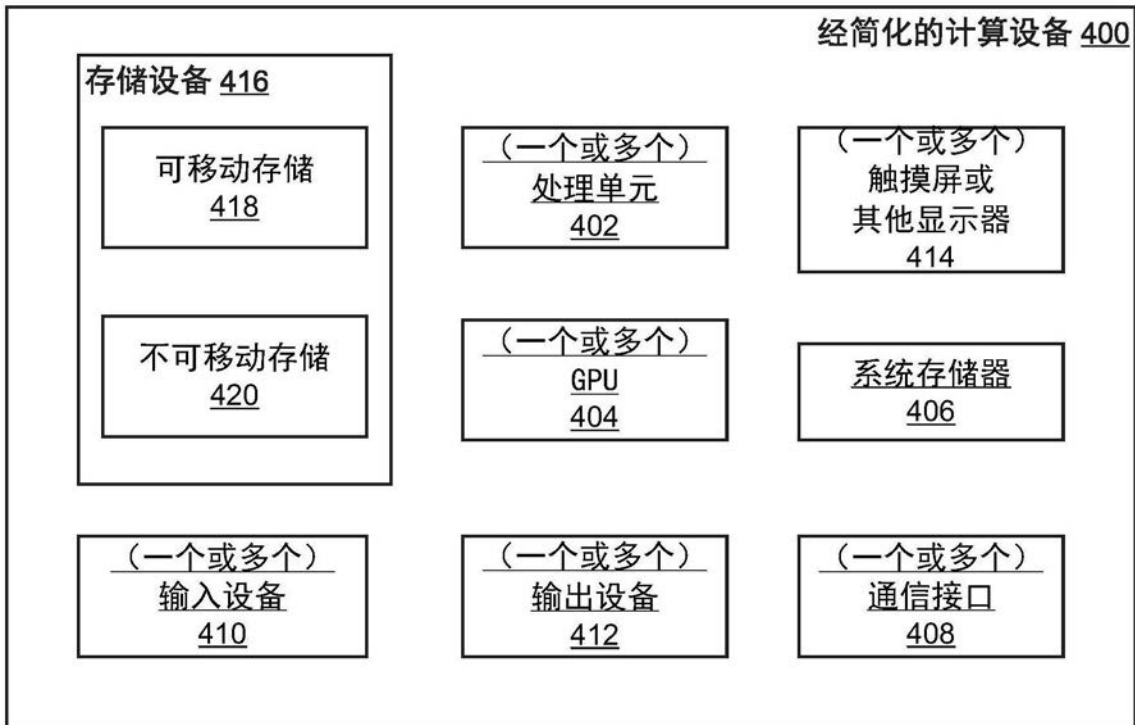 经简化的计算设备 400
存储设备 416
可移动存储
418
不可移动存储
420
（一个或多个）
处理单元
402
（一个或多个）
GPU
404
（一个或多个）
触摸屏或
其他显示器
414
系统存储器
406
（一个或多个）
输入设备
410
（一个或多个）
输出设备
412
（一个或多个）
通信接口
408